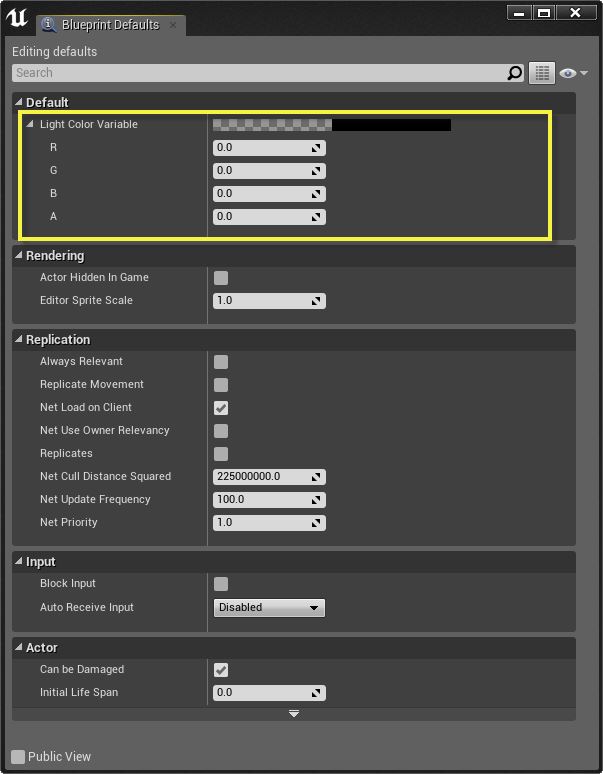 Blueprint Defaults
Editing defaults
Search
Default
Light Color Variable
R 0.0
G 0.0
B 0.0
A 0.0
Rendering
Actor Hidden In Game
Editor Sprite Scale 1.0
Replication
Always Relevant
Replicate Movement
Net Load on Client
Net Use Owner Relevancy
Replicates
Net Cull Distance Squared 225000000.0
Net Update Frequency 100.0
Net Priority 1.0
Input
Block Input
Auto Receive Input Disabled
Actor
Can be Damaged
Initial Life Span 0.0
Public View